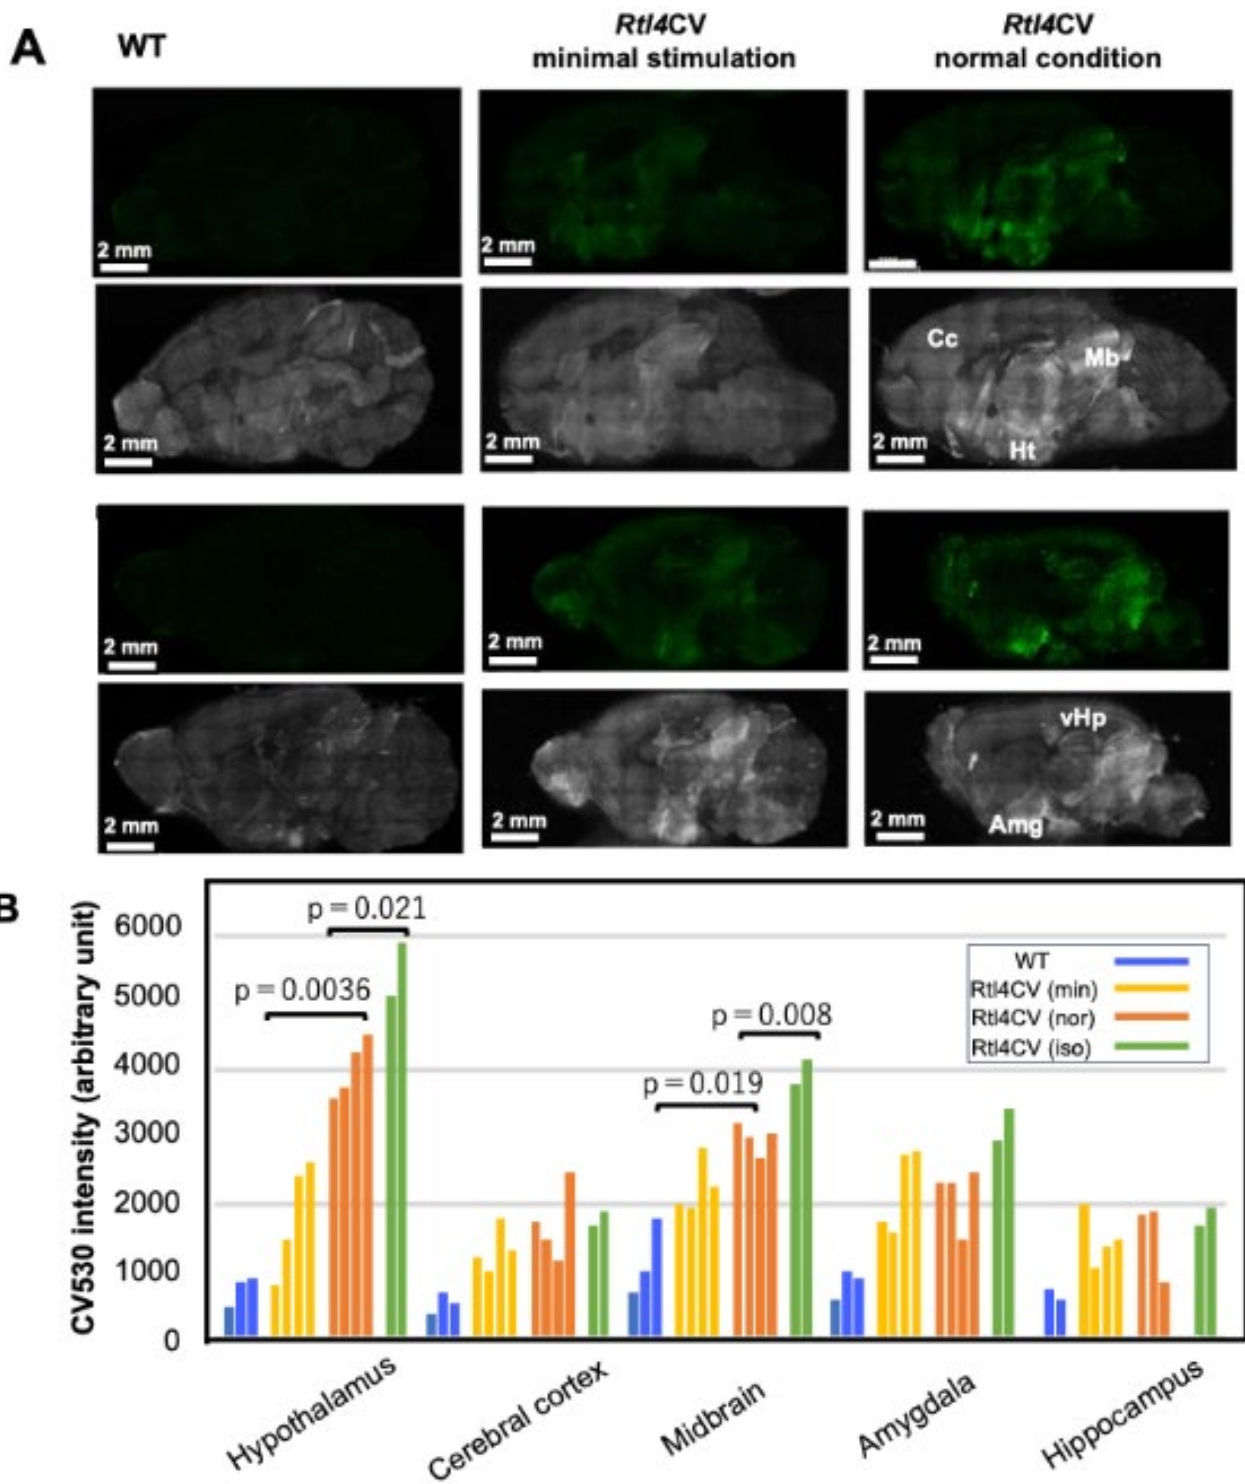 A
WT
Rtl4CV
minimal stimulation
Rtl4CV
normal condition
2 mm
2 mm
2 mm
2 mm
2 mm
Cc
Mb
Ht
2 mm
2 mm
2 mm
2 mm
2 mm
vHp
Amg
2 mm
B
CV530 intensity (arbitrary unit)
6000
5000
4000
3000
2000
1000
0
p = 0.021
p = 0.0036
p = 0.008
p = 0.019
WT
Rtl4CV (min)
Rtl4CV (nor)
Rtl4CV (iso)
Hypothalamus
Cerebral cortex
Midbrain
Amygdala
Hippocampus